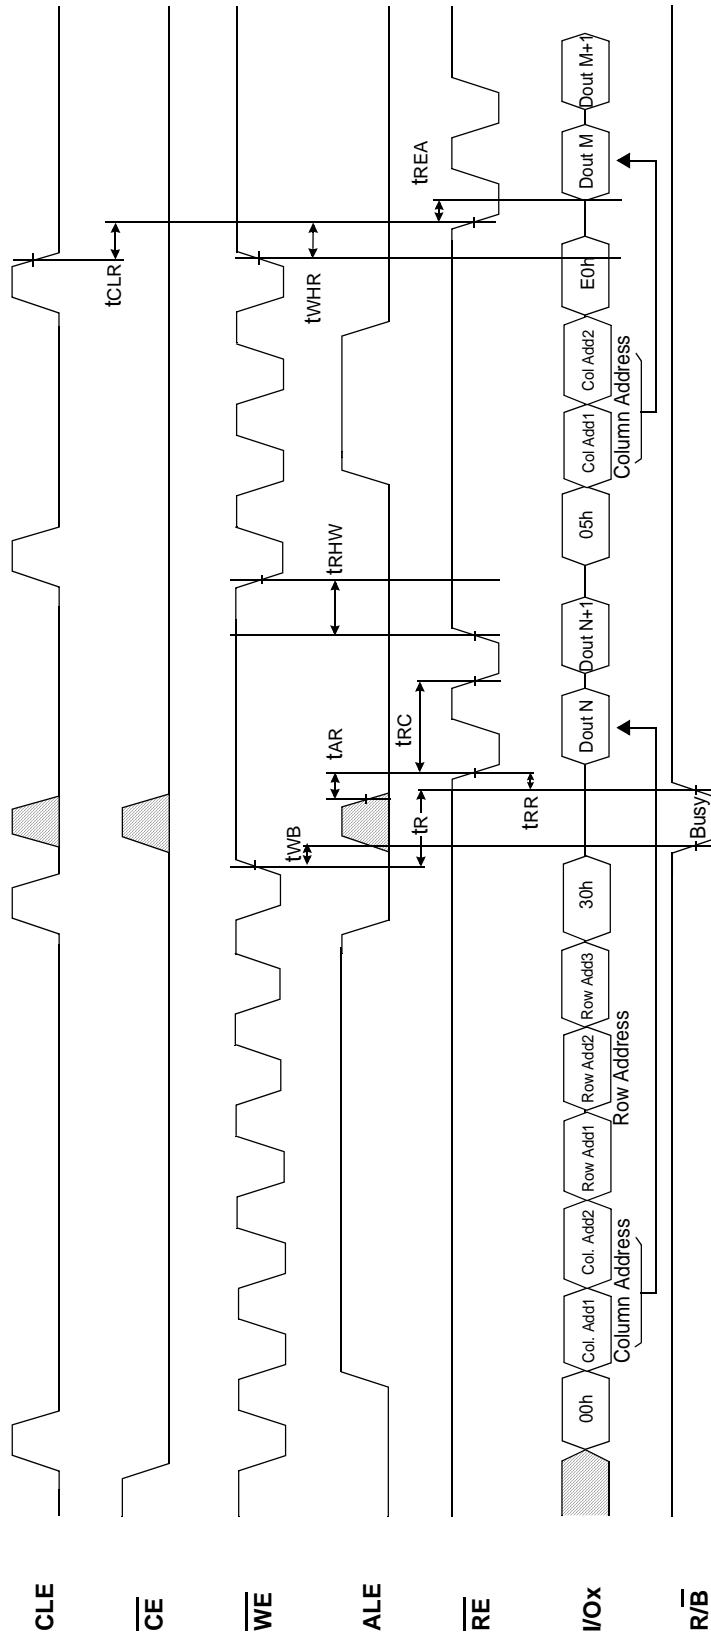 CLE
CE
WE
ALE
RE
I/Ox
R/B
tCLR
tWHR
tREA
tRHW
tAR
tRC
tWB
tR
tRR
00h
Col. Add1
Col. Add2
Row Add1
Row Add2
Row Add3
30h
Dout N
Dout N+1
05h
Col Add1
Col Add2
E0h
Dout M
Dout M+1
Column Address
Row Address
Column Address
Busy